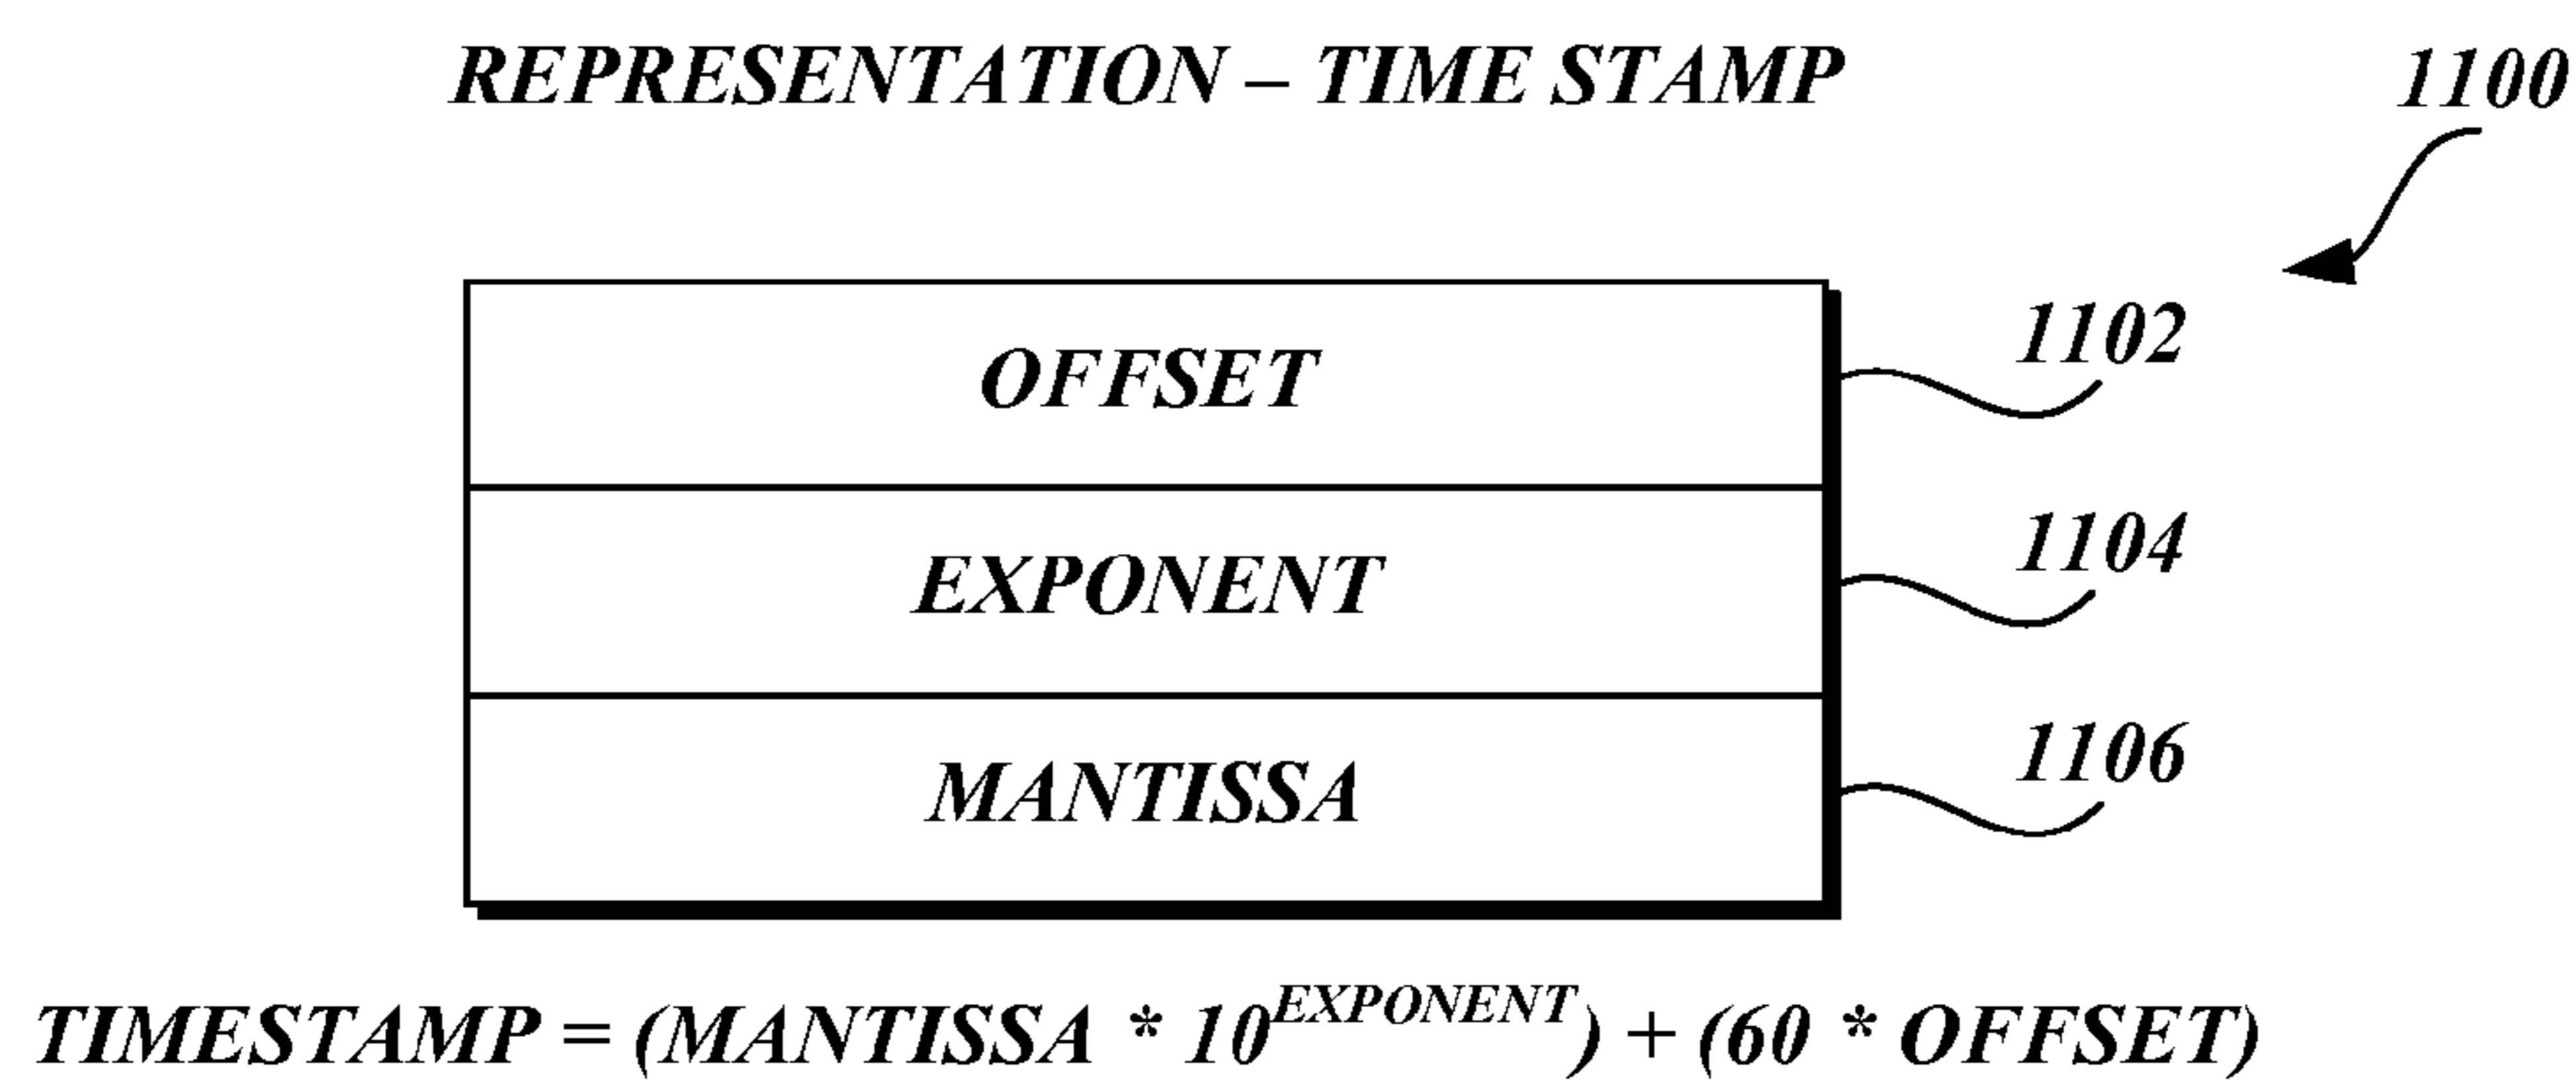 REPRESENTATION – TIME STAMP
1100
OFFSET
1102
EXPONENT
1104
MANTISSA
1106
TIMESTAMP = (MANTISSA * 10^EXPONENT) + (60 * OFFSET)